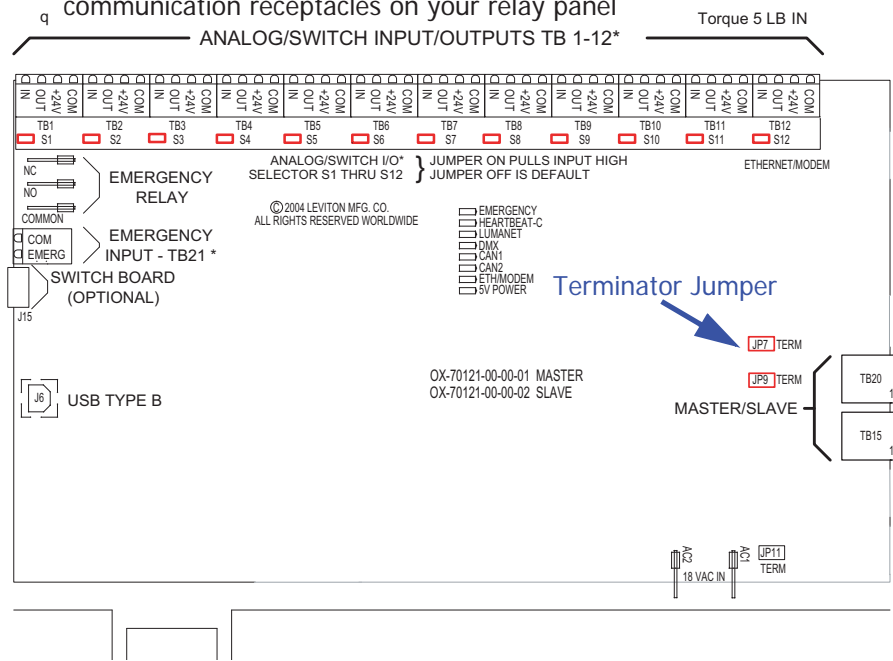 q communication receptacles on your relay panel
Torque 5 LB IN
ANALOG/SWITCH INPUT/OUTPUTS TB 1-12*
IN OUT +24V COM IN OUT +24V COM IN OUT +24V COM IN OUT +24V COM IN OUT +24V COM IN OUT +24V COM IN OUT +24V COM IN OUT +24V COM IN OUT +24V COM IN OUT +24V COM IN OUT +24V COM IN OUT +24V COM
TB1 TB2 TB3 TB4 TB5 TB6 TB7 TB8 TB9 TB10 TB11 TB12
S1 S2 S3 S4 S5 S6 S7 S8 S9 S10 S11 S12
NC
NO
COMMON
EMERGENCY
RELAY
ANALOG/SWITCH I/O*
SELECTOR S1 THRU S12
} JUMPER ON PULLS INPUT HIGH
JUMPER OFF IS DEFAULT
ETHERNET/MODEM
©2004 LEVITON MFG. CO.
ALL RIGHTS RESERVED WORLDWIDE
COM
EMERG
EMERGENCY
INPUT - TB21 *
EMERGENCY
HEARTBEAT-C
LUMANET
DMX
CAN1
CAN2
ETH/MODEM
5V POWER
SWITCH BOARD
(OPTIONAL)
J15
Terminator Jumper
JP7 TERM
JP9 TERM
J6 USB TYPE B
OX-70121-00-00-01 MASTER
OX-70121-00-00-02 SLAVE
MASTER/SLAVE
TB20
1
TB15
1
AC2
18 VAC IN
AC1
JP11
TERM